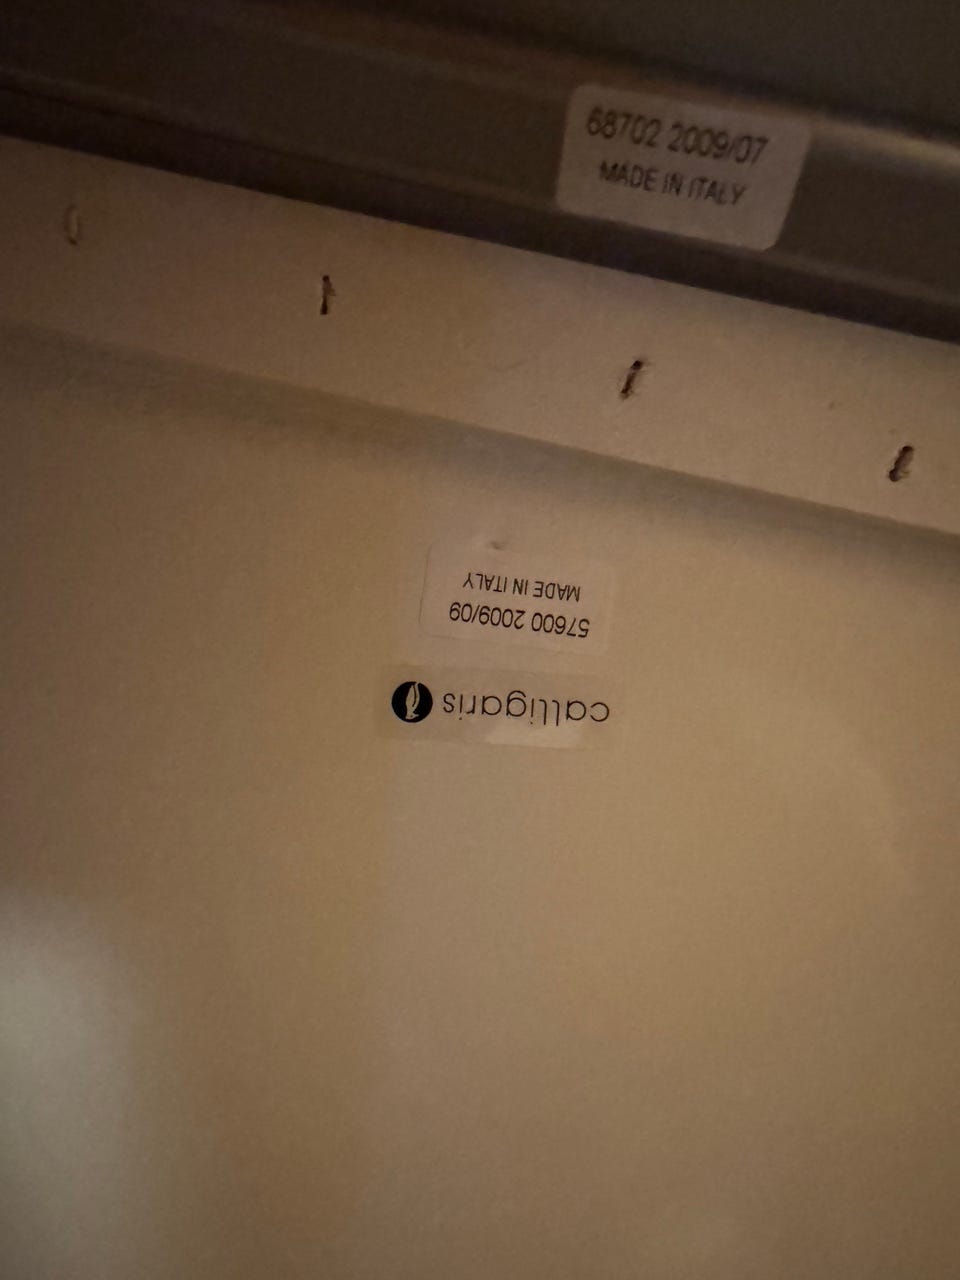 68702 2009/07
MADE IN ITALY
57600 2009/09
MADE IN ITALY
calligaris